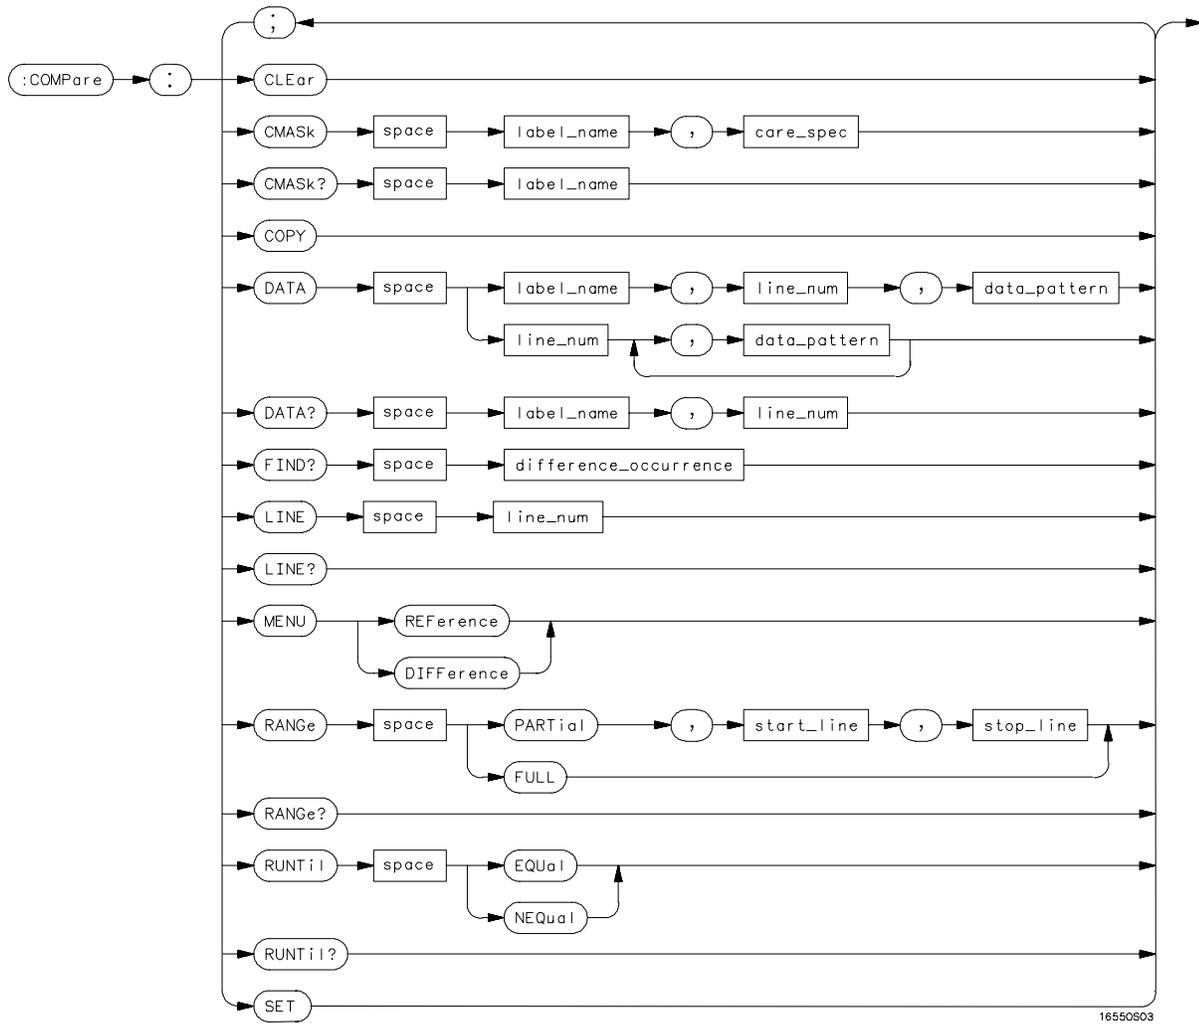 ;
:COMPare : CLEar
CMASk space label_name , care_spec
CMASk? space label_name
COPY
DATA space label_name , line_num , data_pattern
line_num , data_pattern
DATA? space label_name , line_num
FIND? space difference_occurrence
LINE space line_num
LINE?
MENU REFerence
DIFFerence
RANGe space PARTial , start_line , stop_line
FULL
RANGe?
RUNTil space EQUal
NEQual
RUNTil?
SET
16550S03